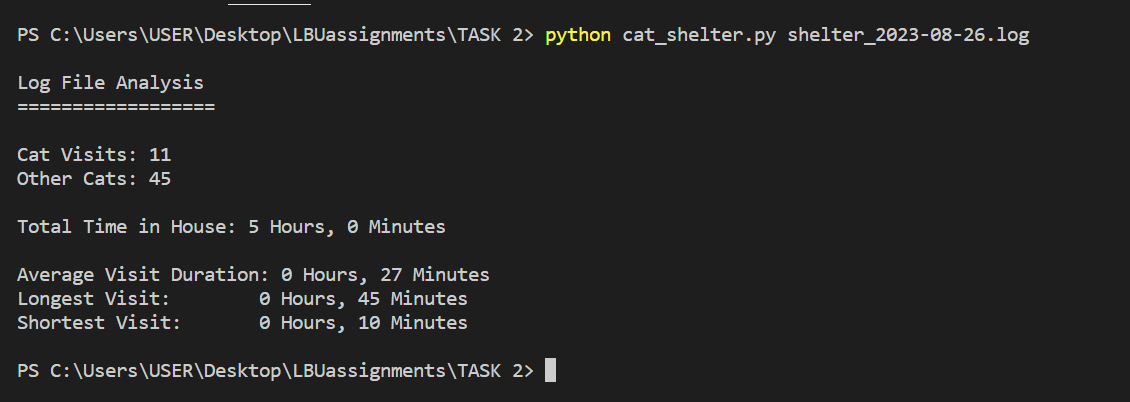 PS C:\Users\USER\Desktop\LBUassignments\TASK 2> python cat_shelter.py shelter_2023-08-26.log
Log File Analysis
==================
Cat Visits: 11
Other Cats: 45
Total Time in House: 5 Hours, 0 Minutes
Average Visit Duration: 0 Hours, 27 Minutes
Longest Visit:        0 Hours, 45 Minutes
Shortest Visit:       0 Hours, 10 Minutes
PS C:\Users\USER\Desktop\LBUassignments\TASK 2>